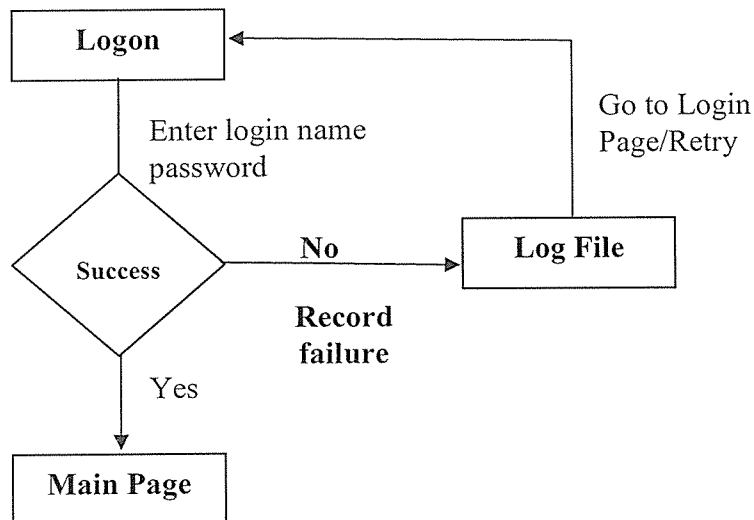 Logon
Enter login name
password
Go to Login
Page/Retry
Success
No
Log File
Record
failure
Yes
Main Page